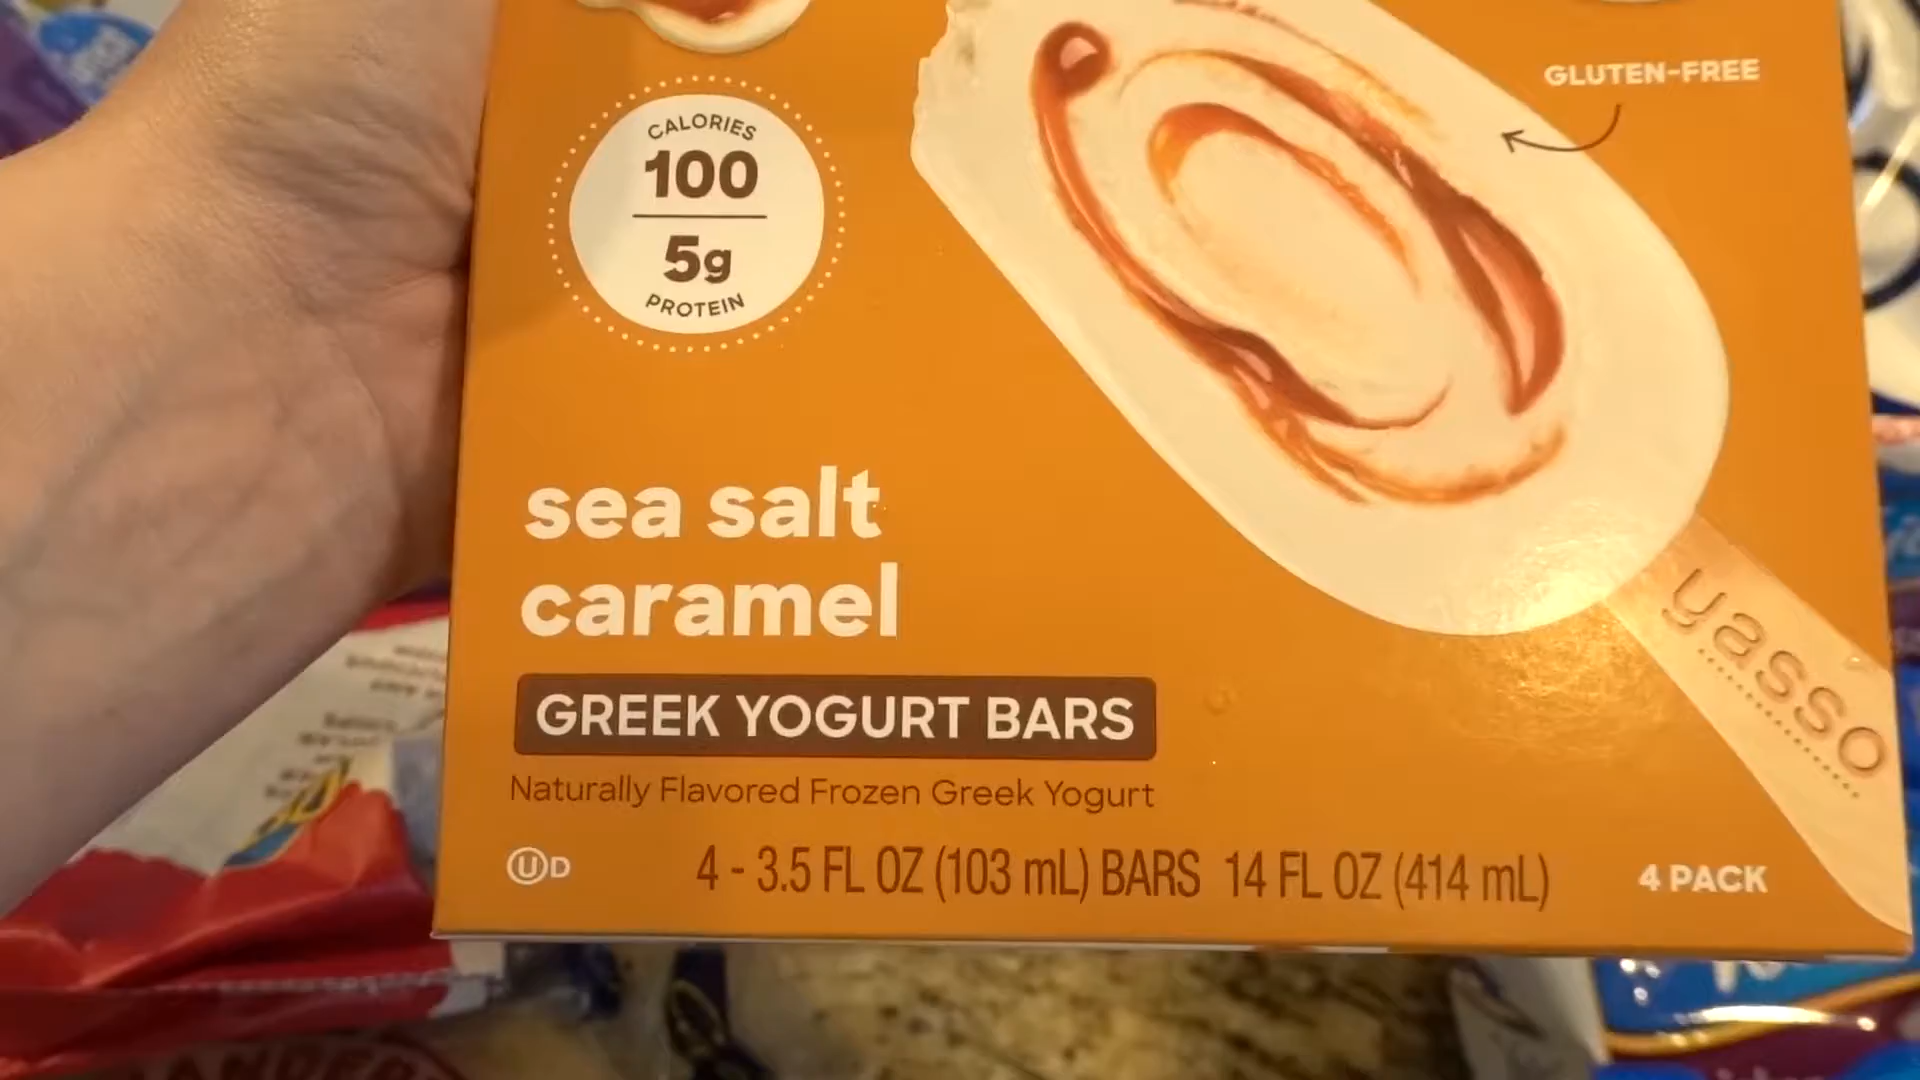 GLUTEN-FREE
CALORIES
100
5g
PROTEIN
sea salt
caramel
GREEK YOGURT BARS
yasso
Naturally Flavored Frozen Greek Yogurt
UD
4 - 3.5 FL OZ (103 mL) BARS 14 FL OZ (414 mL)
4 PACK